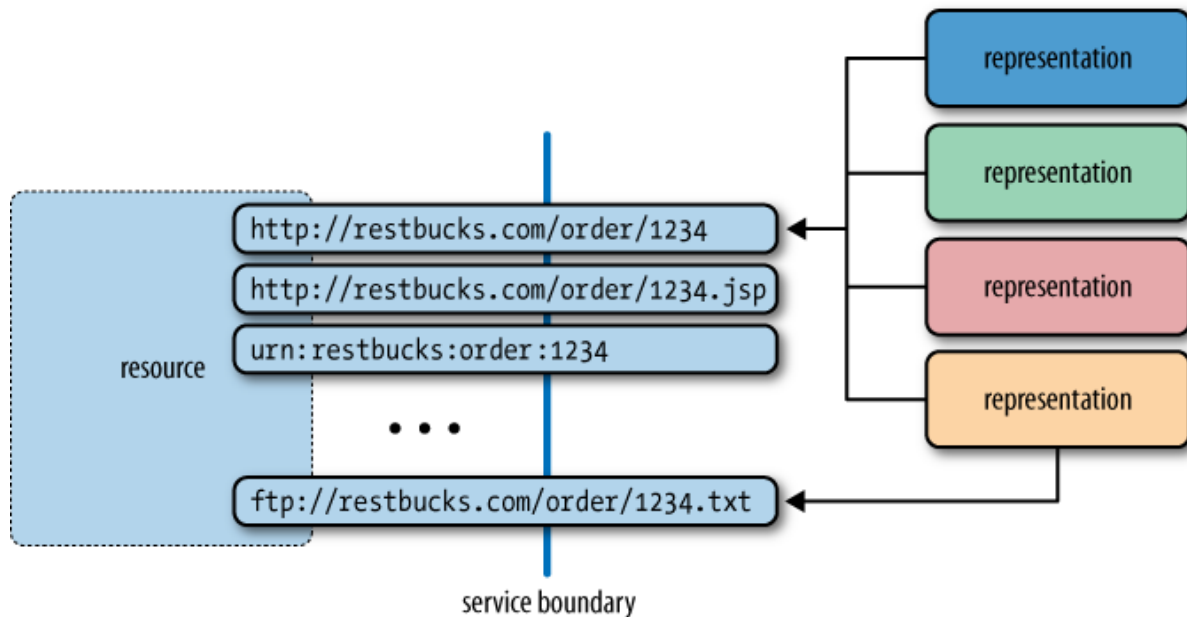 representation
representation
http://restbucks.com/order/1234
http://restbucks.com/order/1234.jsp
representation
urn:restbucks:order:1234
resource
representation
• • •
ftp://restbucks.com/order/1234.txt
service boundary